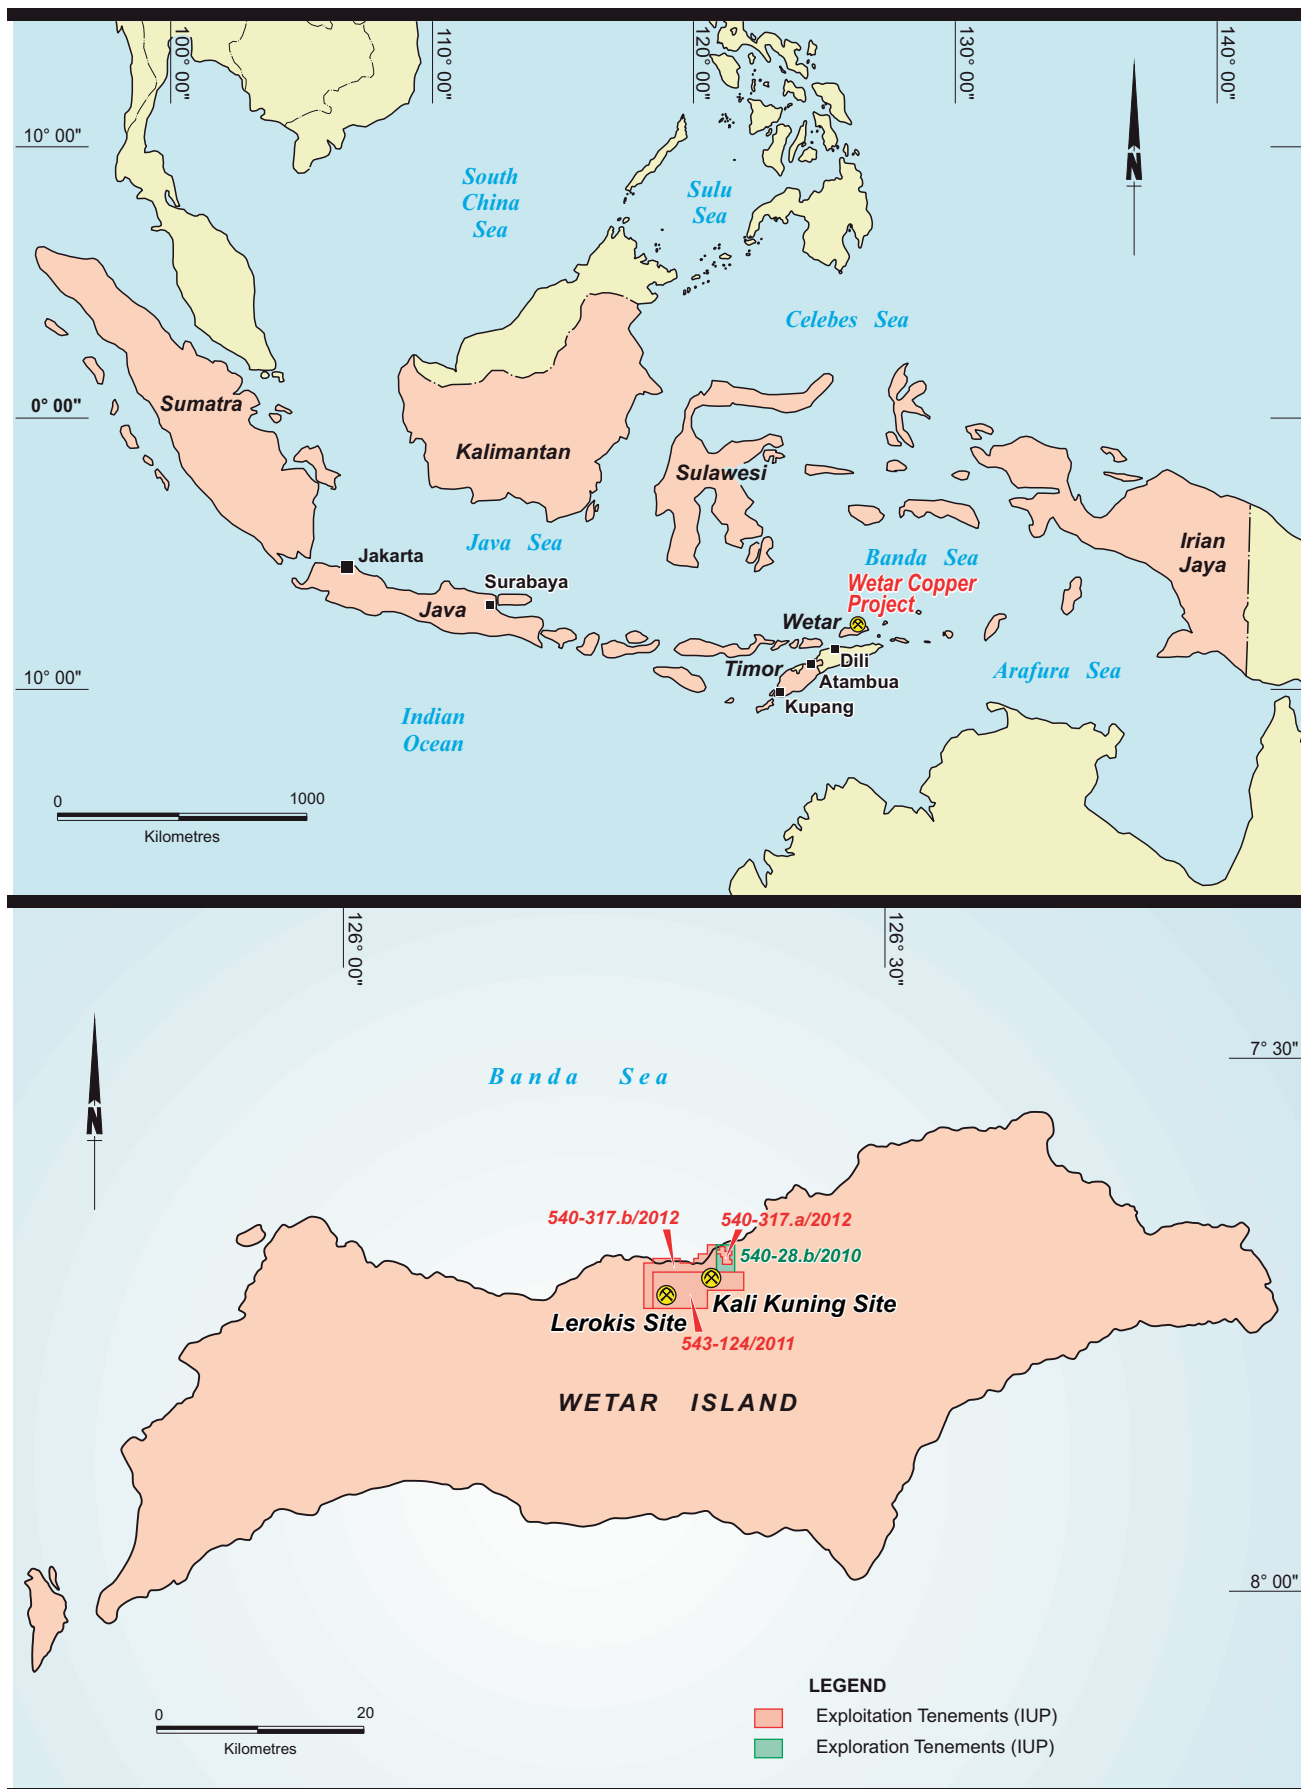 100° 00"
110° 00"
120° 00"
130° 00"
140° 00"
10° 00"
N
South
China
Sea
Sulu
Sea
Celebes Sea
0° 00"
Sumatra
Kalimantan
Sulawesi
Java Sea
Banda Sea
Irian
Jaya
Jakarta
Surabaya
Java
Wetar Copper
Project
Wetar
Timor
Dili
Atambua
Kupang
Arafura Sea
10° 00"
Indian
Ocean
0 1000
Kilometres
126° 00"
126° 30"
7° 30"
N
Banda Sea
540-317.b/2012
540-317.a/2012
540-28.b/2010
Kali Kuning Site
Lerokis Site
543-124/2011
WETAR ISLAND
8° 00"
LEGEND
Exploitation Tenements (IUP)
Exploration Tenements (IUP)
0 20
Kilometres